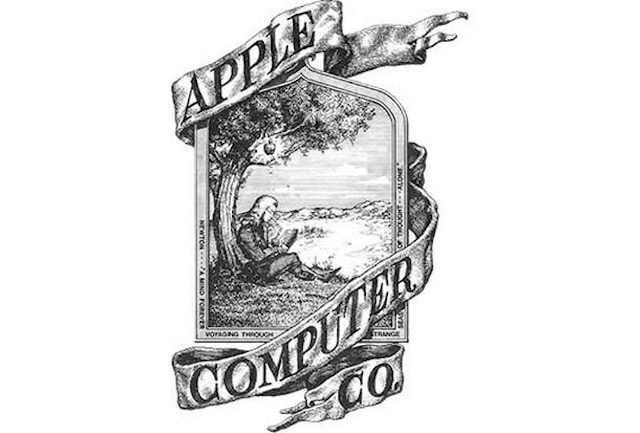 APPLE
COMPUTER
CO.
NEWTON... "A MIND FOREVER
VOYAGING THROUGH
STRANGE
SEAS OF THOUGHT... ALONE."